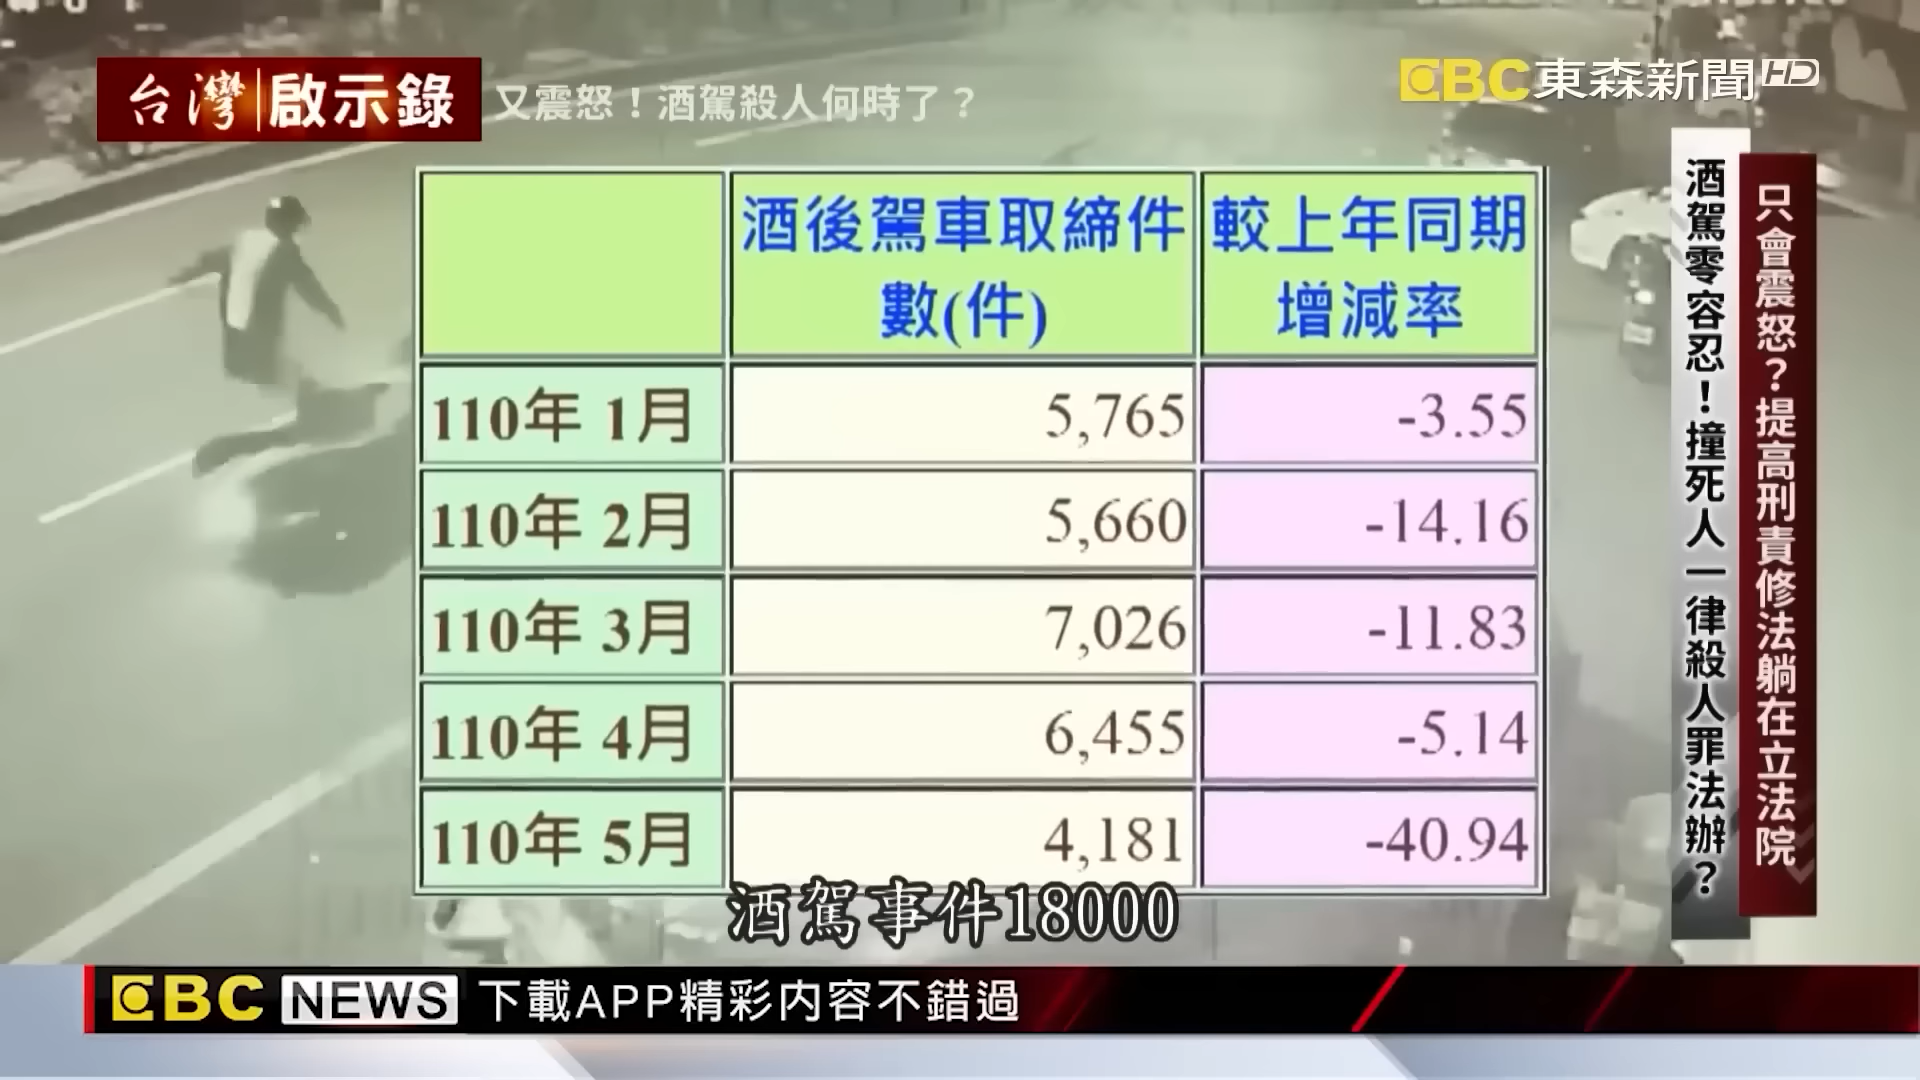 台灣啟示錄 又震怒！酒駕殺人何時了？
EBC東森新聞HD
酒後駕車取締件數(件)
較上年同期增減率
110年 1月 5,765 -3.55
110年 2月 5,660 -14.16
110年 3月 7,026 -11.83
110年 4月 6,455 -5.14
110年 5月 4,181 -40.94
只會震怒？提高刑責修法躺在立法院
酒駕零容忍！撞死人一律殺人罪法辦？
酒駕事件18000
EBC NEWS 下載APP精彩內容不錯過